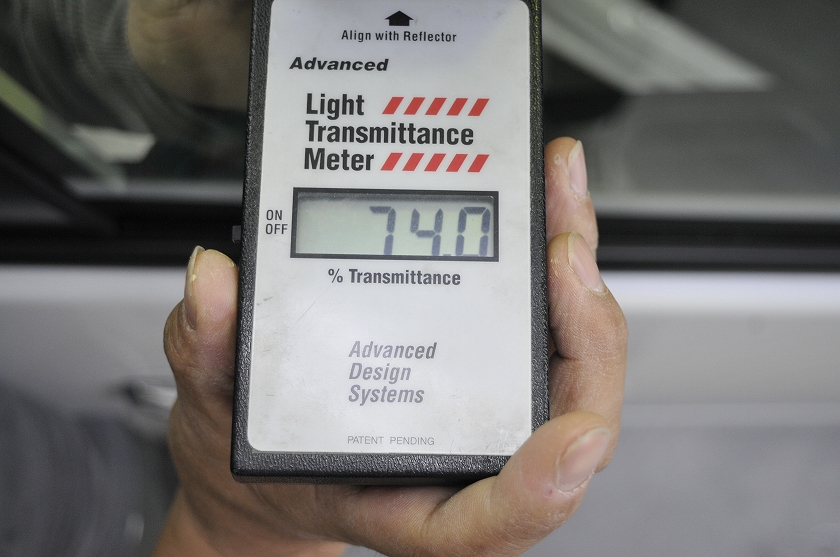 Align with Reflector
Advanced
Light
Transmittance
Meter
ON
OFF
74.0
% Transmittance
Advanced
Design
Systems
PATENT PENDING